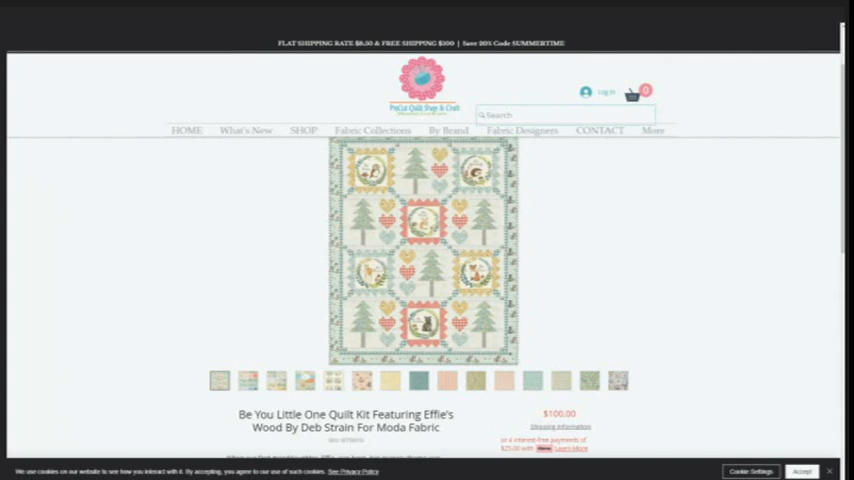 FLAT SHIPPING RATE $8.50 & FREE SHIPPING $100 | Save 20% Code SUMMERTIME
PreCut Quilt Shop & Craft
Log In
0
Search
HOME What's New SHOP Fabric Collections By Brand Fabric Designers CONTACT More
Be You Little One Quilt Kit Featuring Effie's
Wood By Deb Strain For Moda Fabric
$100.00
Shipping Information
or 4 interest-free payments of
$25.00 with Learn More
We use cookies on our website to see how you interact with it. By accepting, you agree to our use of such cookies. See Privacy Policy
Cookie Settings
Accept